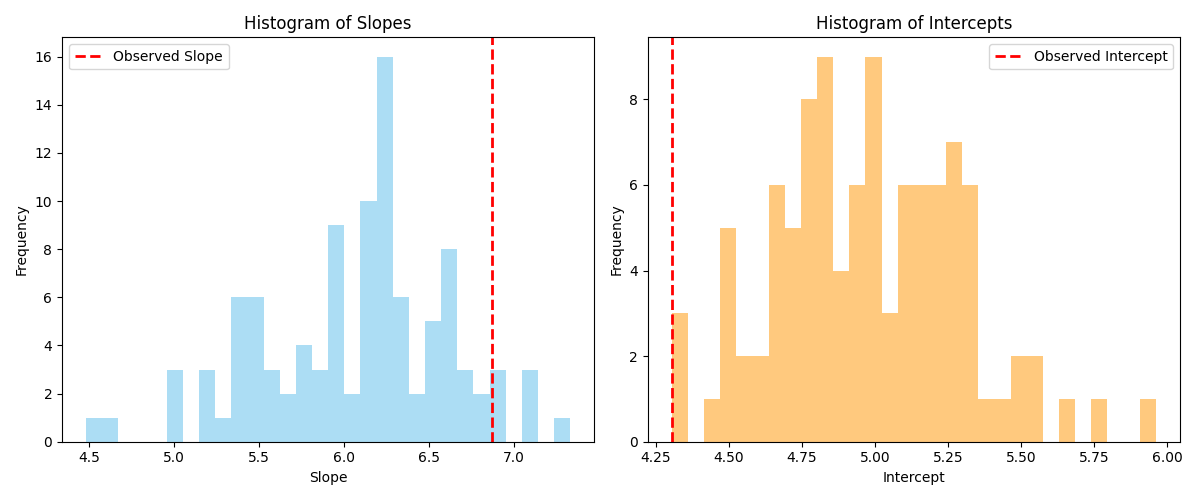 Histogram of Slopes
Observed Slope
Frequency
16
14
12
10
8
6
4
2
0
4.5 5.0 5.5 6.0 6.5 7.0
Slope
Histogram of Intercepts
Observed Intercept
Frequency
8
6
4
2
0
4.25 4.50 4.75 5.00 5.25 5.50 5.75 6.00
Intercept